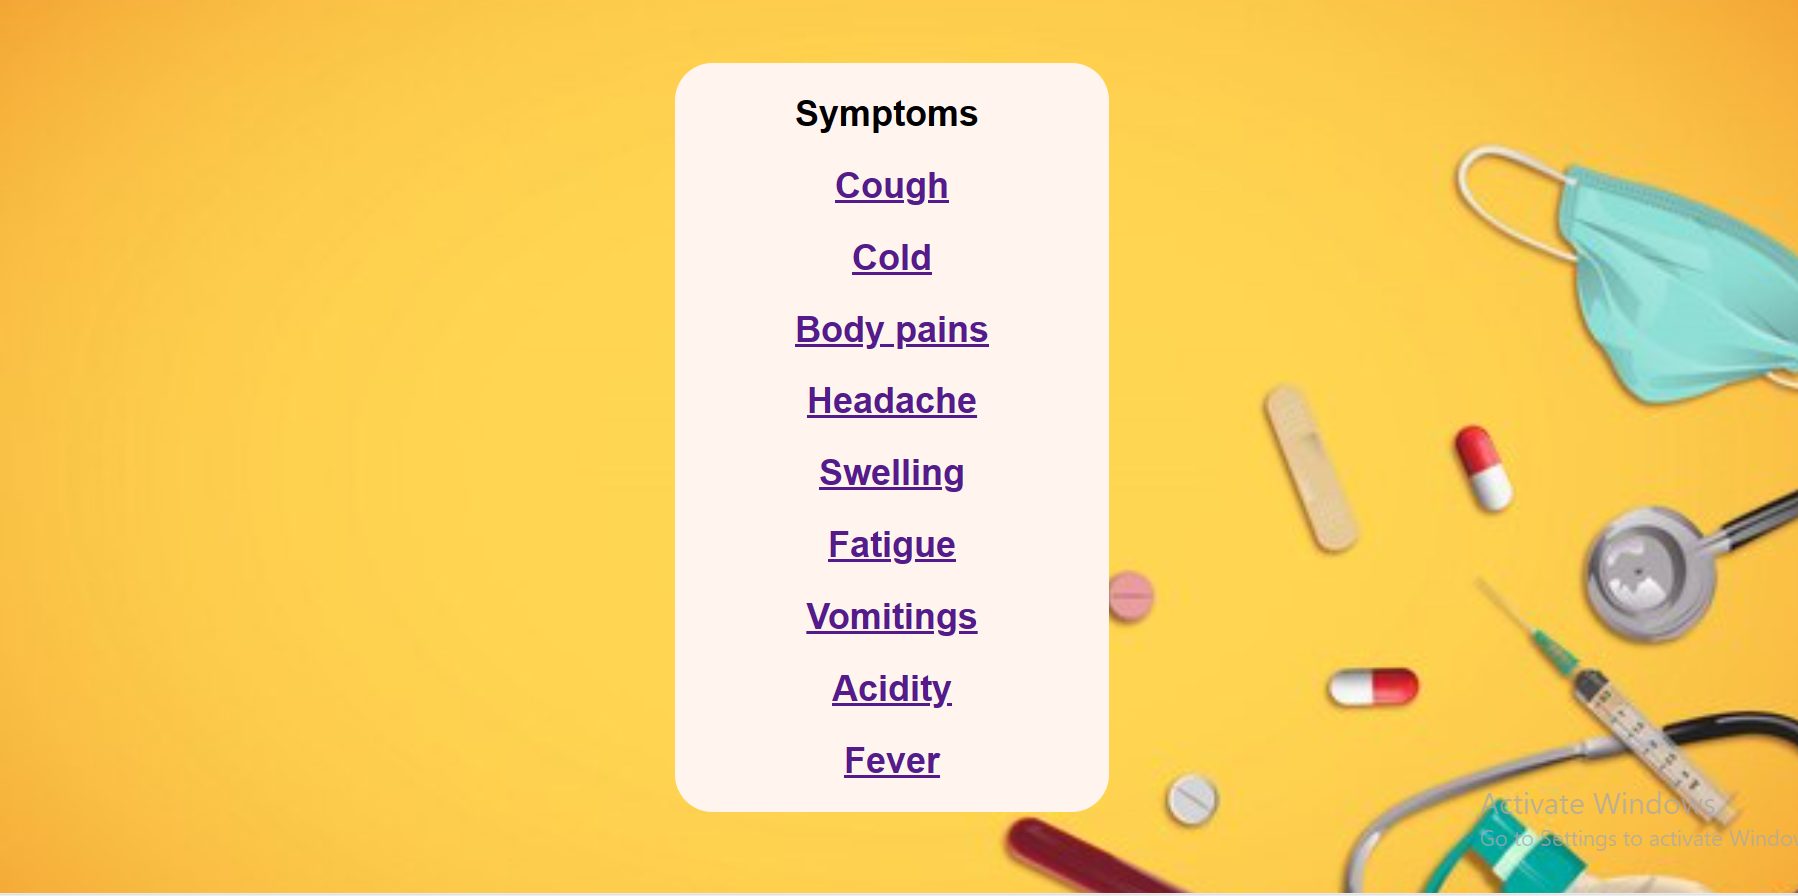 Symptoms
Cough
Cold
Body pains
Headache
Swelling
Fatigue
Vomitings
Acidity
Fever
Activate Windows
Go to Settings to activate Windo